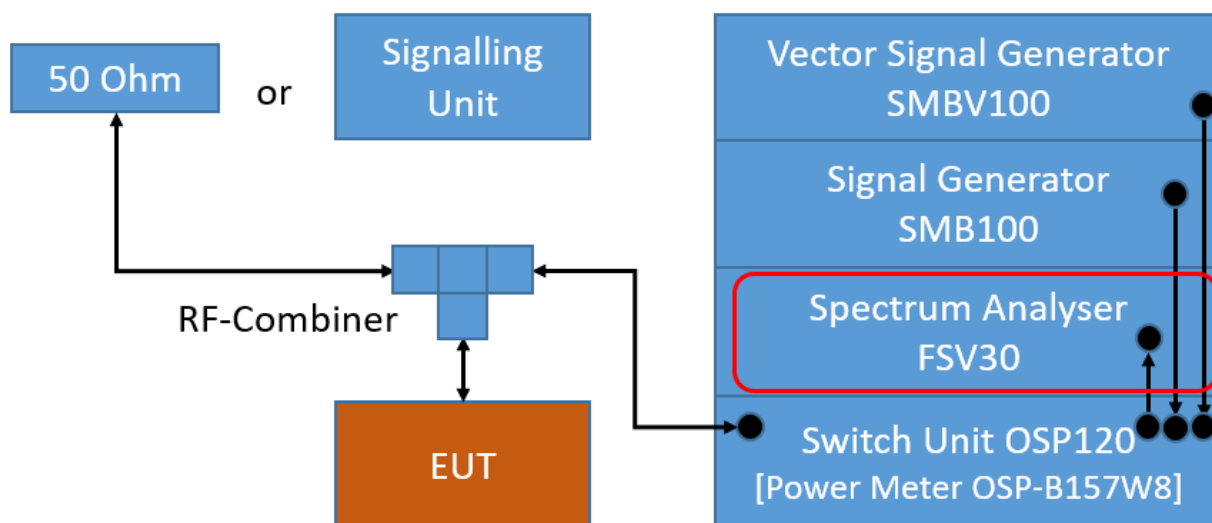 50 Ohm
or
Signalling
Unit
Vector Signal Generator
SMBV100
Signal Generator
SMB100
RF-Combiner
Spectrum Analyser
FSV30
EUT
Switch Unit OSP120
[Power Meter OSP-B157W8]